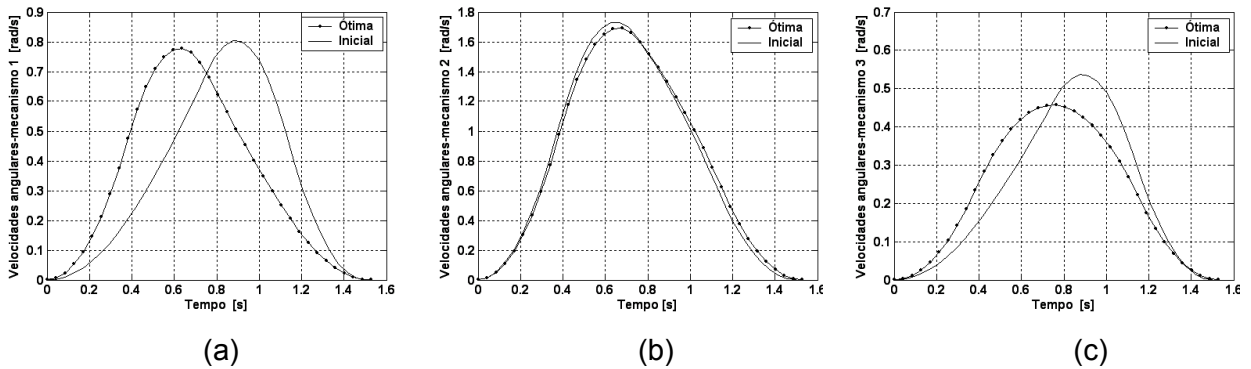 Velocidades angulares-mecanismo 1 [rad/s]
0.9
0.8
0.7
0.6
0.5
0.4
0.3
0.2
0.1
0
0 0.2 0.4 0.6 0.8 1 1.2 1.4 1.6
Tempo [s]
Ótima
Inicial
(a)
Velocidades angulares-mecanismo 2 [rad/s]
2
1.8
1.6
1.4
1.2
1
0.8
0.6
0.4
0.2
0
0 0.2 0.4 0.6 0.8 1 1.2 1.4 1.6
Tempo [s]
Ótima
Inicial
(b)
Velocidades angulares-mecanismo 3 [rad/s]
0.7
0.6
0.5
0.4
0.3
0.2
0.1
0
0 0.2 0.4 0.6 0.8 1 1.2 1.4 1.6
Tempo [s]
Ótima
Inicial
(c)